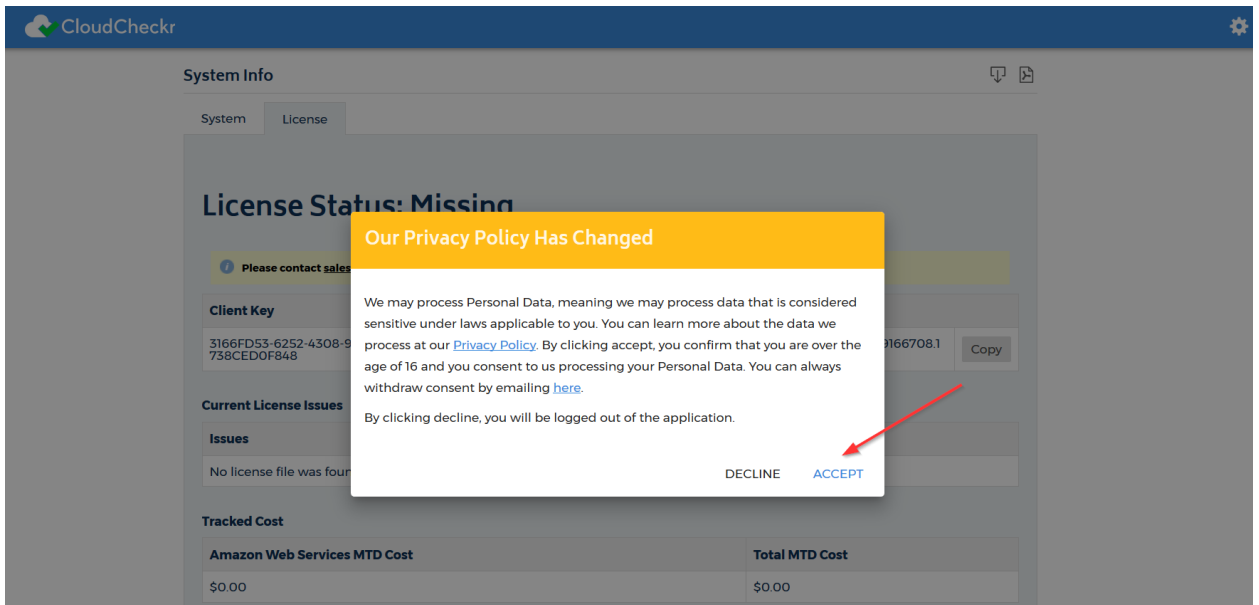 CloudCheckr
System Info
System License
License Status: Missing
Our Privacy Policy Has Changed
Please contact sales
We may process Personal Data, meaning we may process data that is considered
sensitive under laws applicable to you. You can learn more about the data we
process at our Privacy Policy. By clicking accept, you confirm that you are over the
age of 16 and you consent to us processing your Personal Data. You can always
withdraw consent by emailing here.
By clicking decline, you will be logged out of the application.
DECLINE ACCEPT
Client Key
3166FD53-6252-4308-9
738CED0F848
9166708.1
Copy
Current License Issues
Issues
No license file was foun
Tracked Cost
Amazon Web Services MTD Cost Total MTD Cost
$0.00 $0.00